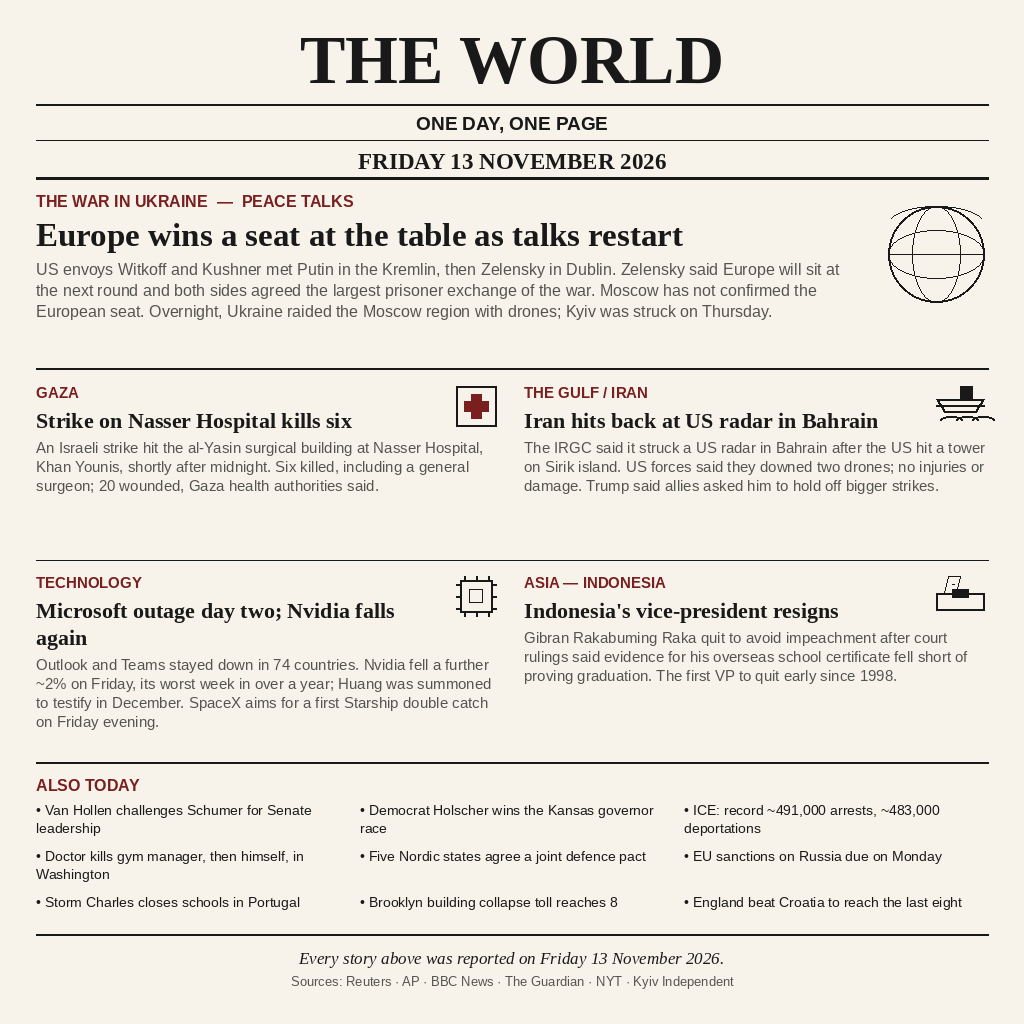 THE WORLD
ONE DAY, ONE PAGE
FRIDAY 13 NOVEMBER 2026
THE WAR IN UKRAINE — PEACE TALKS
Europe wins a seat at the table as talks restart
US envoys Witkoff and Kushner met Putin in the Kremlin, then Zelensky in Dublin. Zelensky said Europe will sit at
the next round and both sides agreed the largest prisoner exchange of the war. Moscow has not confirmed the
European seat. Overnight, Ukraine raided the Moscow region with drones; Kyiv was struck on Thursday.
GAZA
Strike on Nasser Hospital kills six
An Israeli strike hit the al-Yasin surgical building at Nasser Hospital,
Khan Younis, shortly after midnight. Six killed, including a general
surgeon; 20 wounded, Gaza health authorities said.
THE GULF / IRAN
Iran hits back at US radar in Bahrain
The IRGC said it struck a US radar in Bahrain after the US hit a tower
on Sirik island. US forces said they downed two drones; no injuries or
damage. Trump said allies asked him to hold off bigger strikes.
TECHNOLOGY
Microsoft outage day two; Nvidia falls
again
Outlook and Teams stayed down in 74 countries. Nvidia fell a further
~2% on Friday, its worst week in over a year; Huang was summoned
to testify in December. SpaceX aims for a first Starship double catch
on Friday evening.
ASIA — INDONESIA
Indonesia's vice-president resigns
Gibran Rakabuming Raka quit to avoid impeachment after court
rulings said evidence for his overseas school certificate fell short of
proving graduation. The first VP to quit early since 1998.
ALSO TODAY
• Van Hollen challenges Schumer for Senate
leadership
• Democrat Holscher wins the Kansas governor
race
• ICE: record ~491,000 arrests, ~483,000
deportations
• Doctor kills gym manager, then himself, in
Washington
• Five Nordic states agree a joint defence pact
• EU sanctions on Russia due on Monday
• Storm Charles closes schools in Portugal
• Brooklyn building collapse toll reaches 8
• England beat Croatia to reach the last eight
Every story above was reported on Friday 13 November 2026.
Sources: Reuters · AP · BBC News · The Guardian · NYT · Kyiv Independent